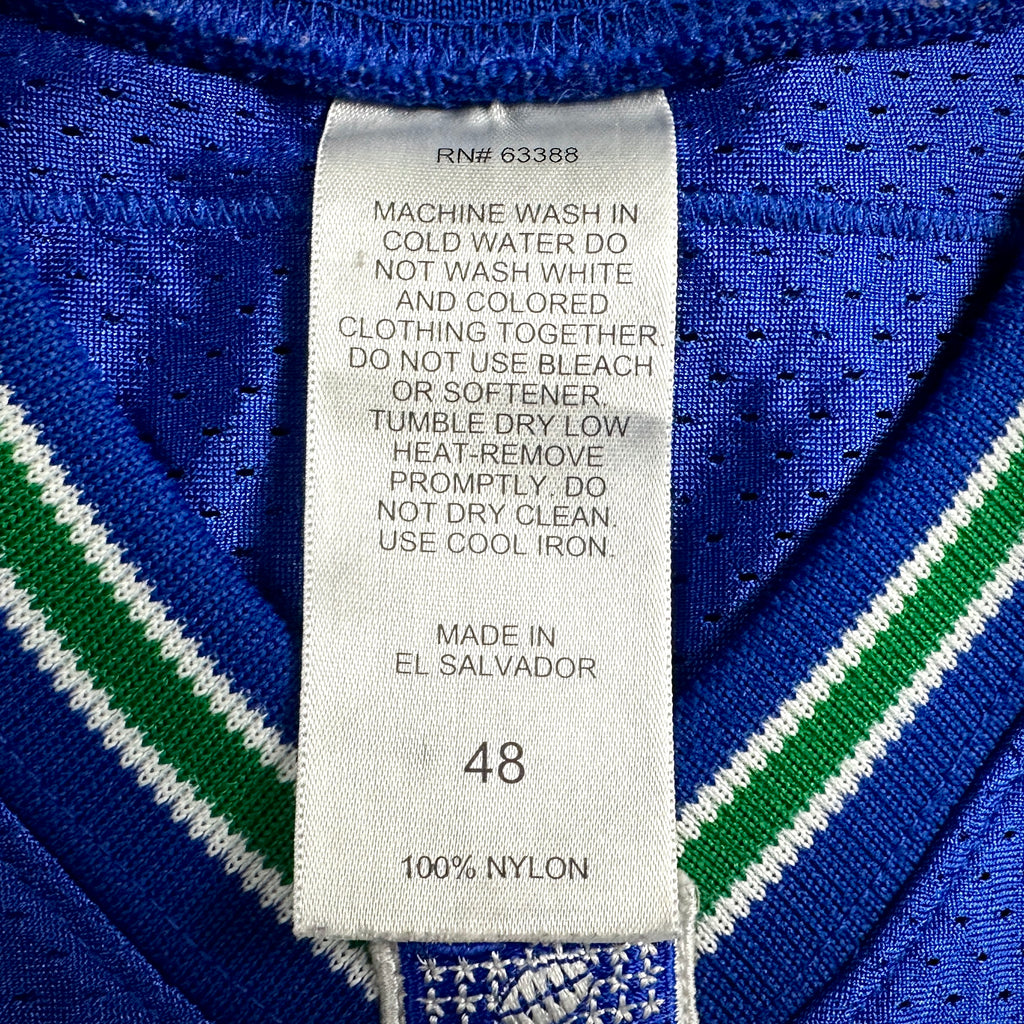 RN# 63388
MACHINE WASH IN
COLD WATER DO
NOT WASH WHITE
AND COLORED
CLOTHING TOGETHER.
DO NOT USE BLEACH
OR SOFTENER.
TUMBLE DRY LOW
HEAT-REMOVE
PROMPTLY. DO
NOT DRY CLEAN.
USE COOL IRON.
MADE IN
EL SALVADOR
48
100% NYLON